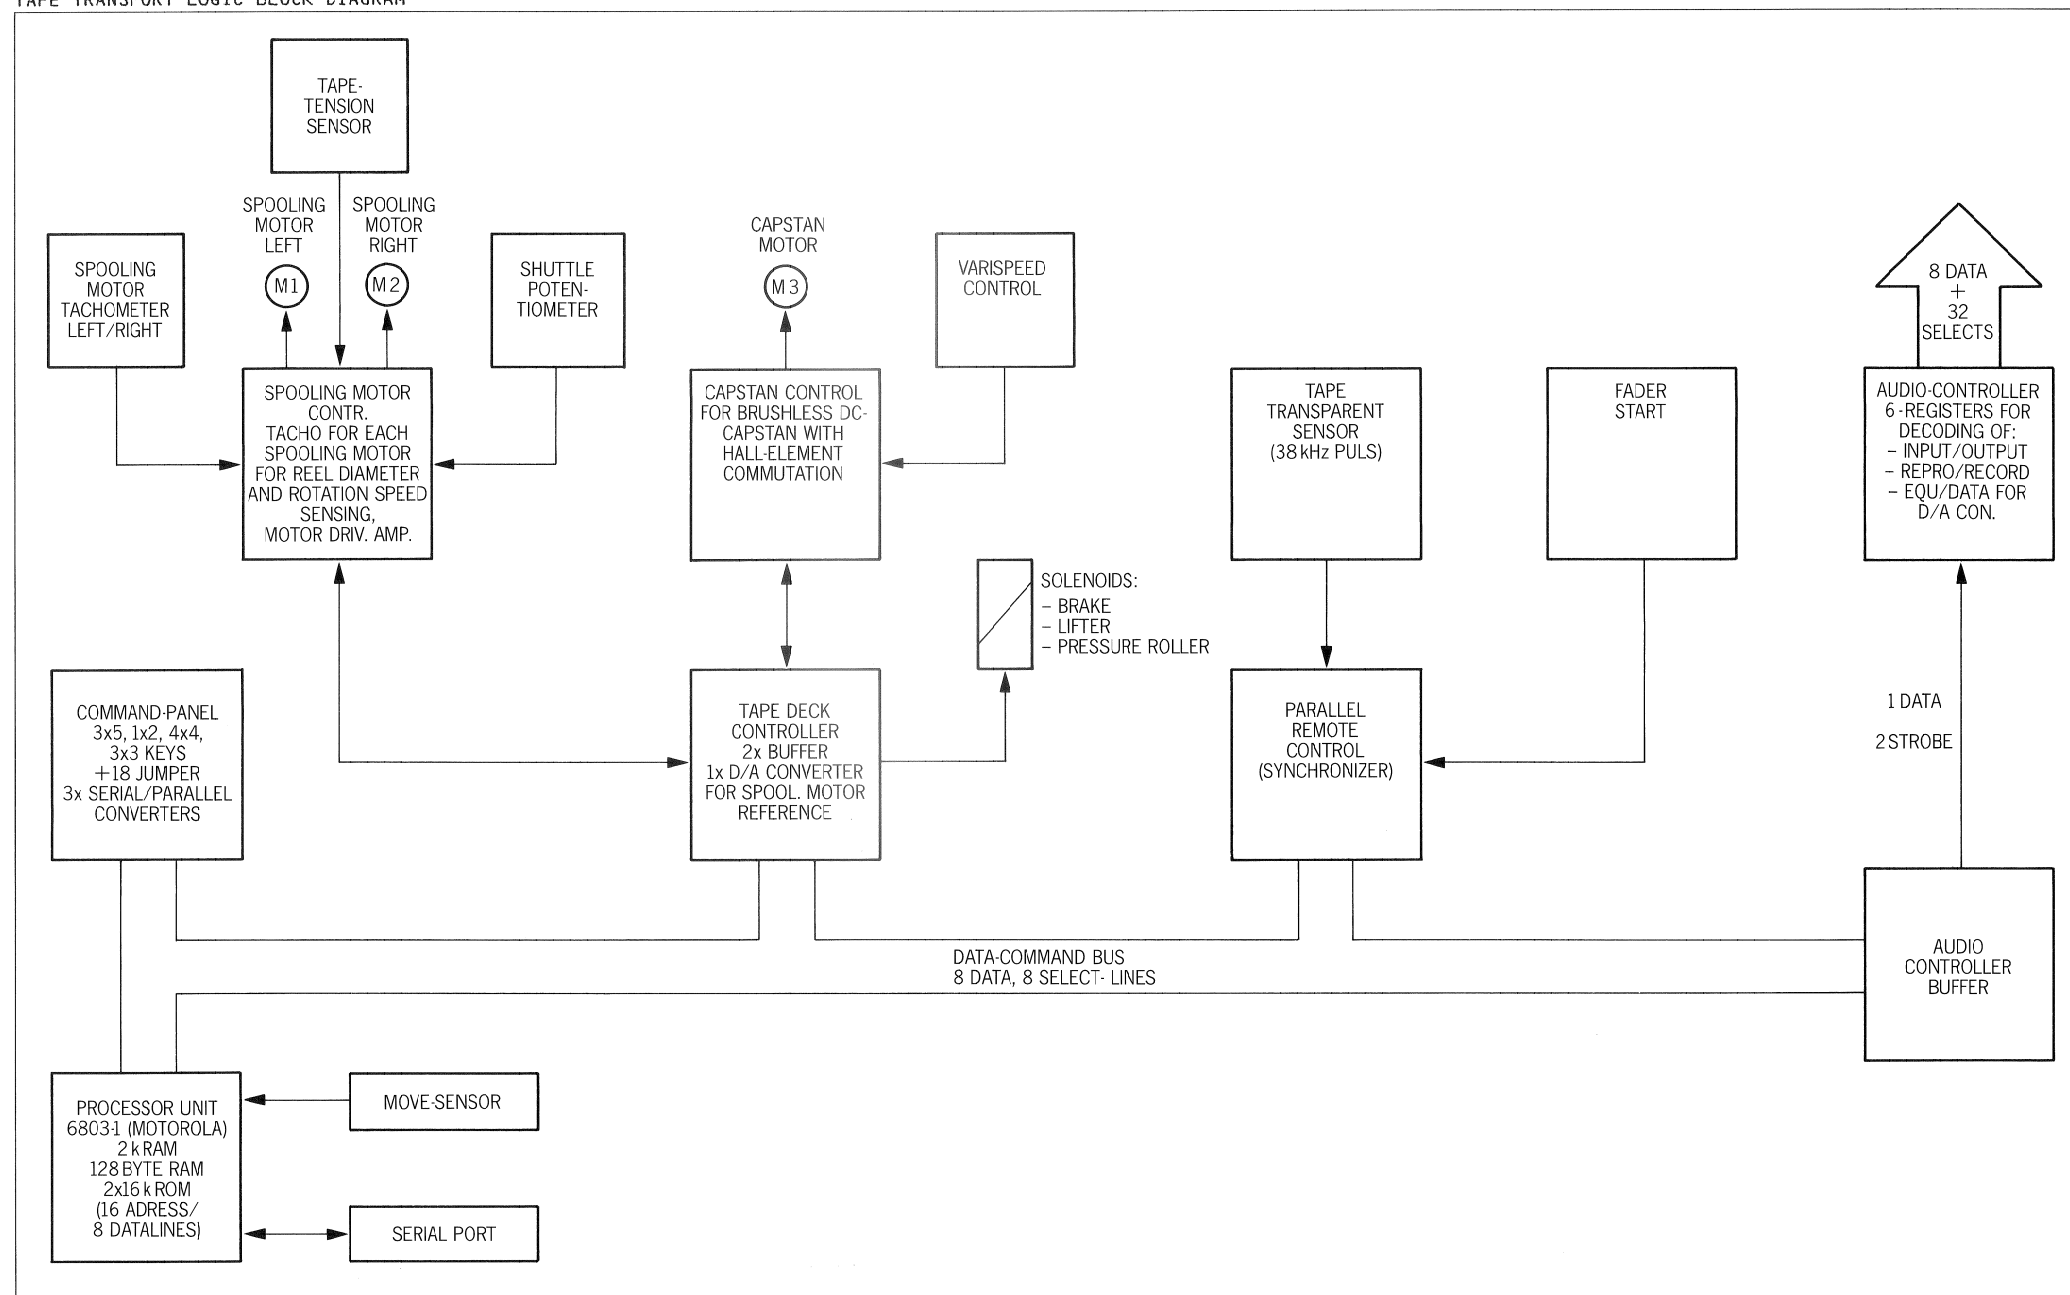 TAPE TRANSPORT LOGIC BLOCK DIAGRAM
TAPE-
TENSION
SENSOR
SPOOLING
MOTOR
LEFT
SPOOLING
MOTOR
RIGHT
M1
M2
SPOOLING
MOTOR
TACHOMETER
LEFT/RIGHT
SHUTTLE
POTEN-
TIOMETER
CAPSTAN
MOTOR
M3
VARISPEED
CONTROL
8 DATA
+
32
SELECTS
SPOOLING MOTOR
CONTR.
TACHO FOR EACH
SPOOLING MOTOR
FOR REEL DIAMETER
AND ROTATION SPEED
SENSING,
MOTOR DRIV. AMP.
CAPSTAN CONTROL
FOR BRUSHLESS DC-
CAPSTAN WITH
HALL-ELEMENT
COMMUTATION
TAPE
TRANSPARENT
SENSOR
(38 kHz PULS)
FADER
START
AUDIO-CONTROLLER
6-REGISTERS FOR
DECODING OF:
– INPUT/OUTPUT
– REPRO/RECORD
– EQU/DATA FOR
D/A CON.
SOLENOIDS:
– BRAKE
– LIFTER
– PRESSURE ROLLER
COMMAND-PANEL
3x5, 1x2, 4x4,
3x3 KEYS
+18 JUMPER
3x SERIAL/PARALLEL
CONVERTERS
TAPE DECK
CONTROLLER
2x BUFFER
1x D/A CONVERTER
FOR SPOOL. MOTOR
REFERENCE
PARALLEL
REMOTE
CONTROL
(SYNCHRONIZER)
1 DATA
2 STROBE
DATA-COMMAND BUS
8 DATA, 8 SELECT- LINES
AUDIO
CONTROLLER
BUFFER
PROCESSOR UNIT
6803-1 (MOTOROLA)
2 k RAM
128 BYTE RAM
2x16 k ROM
(16 ADRESS/
8 DATALINES)
MOVE-SENSOR
SERIAL PORT